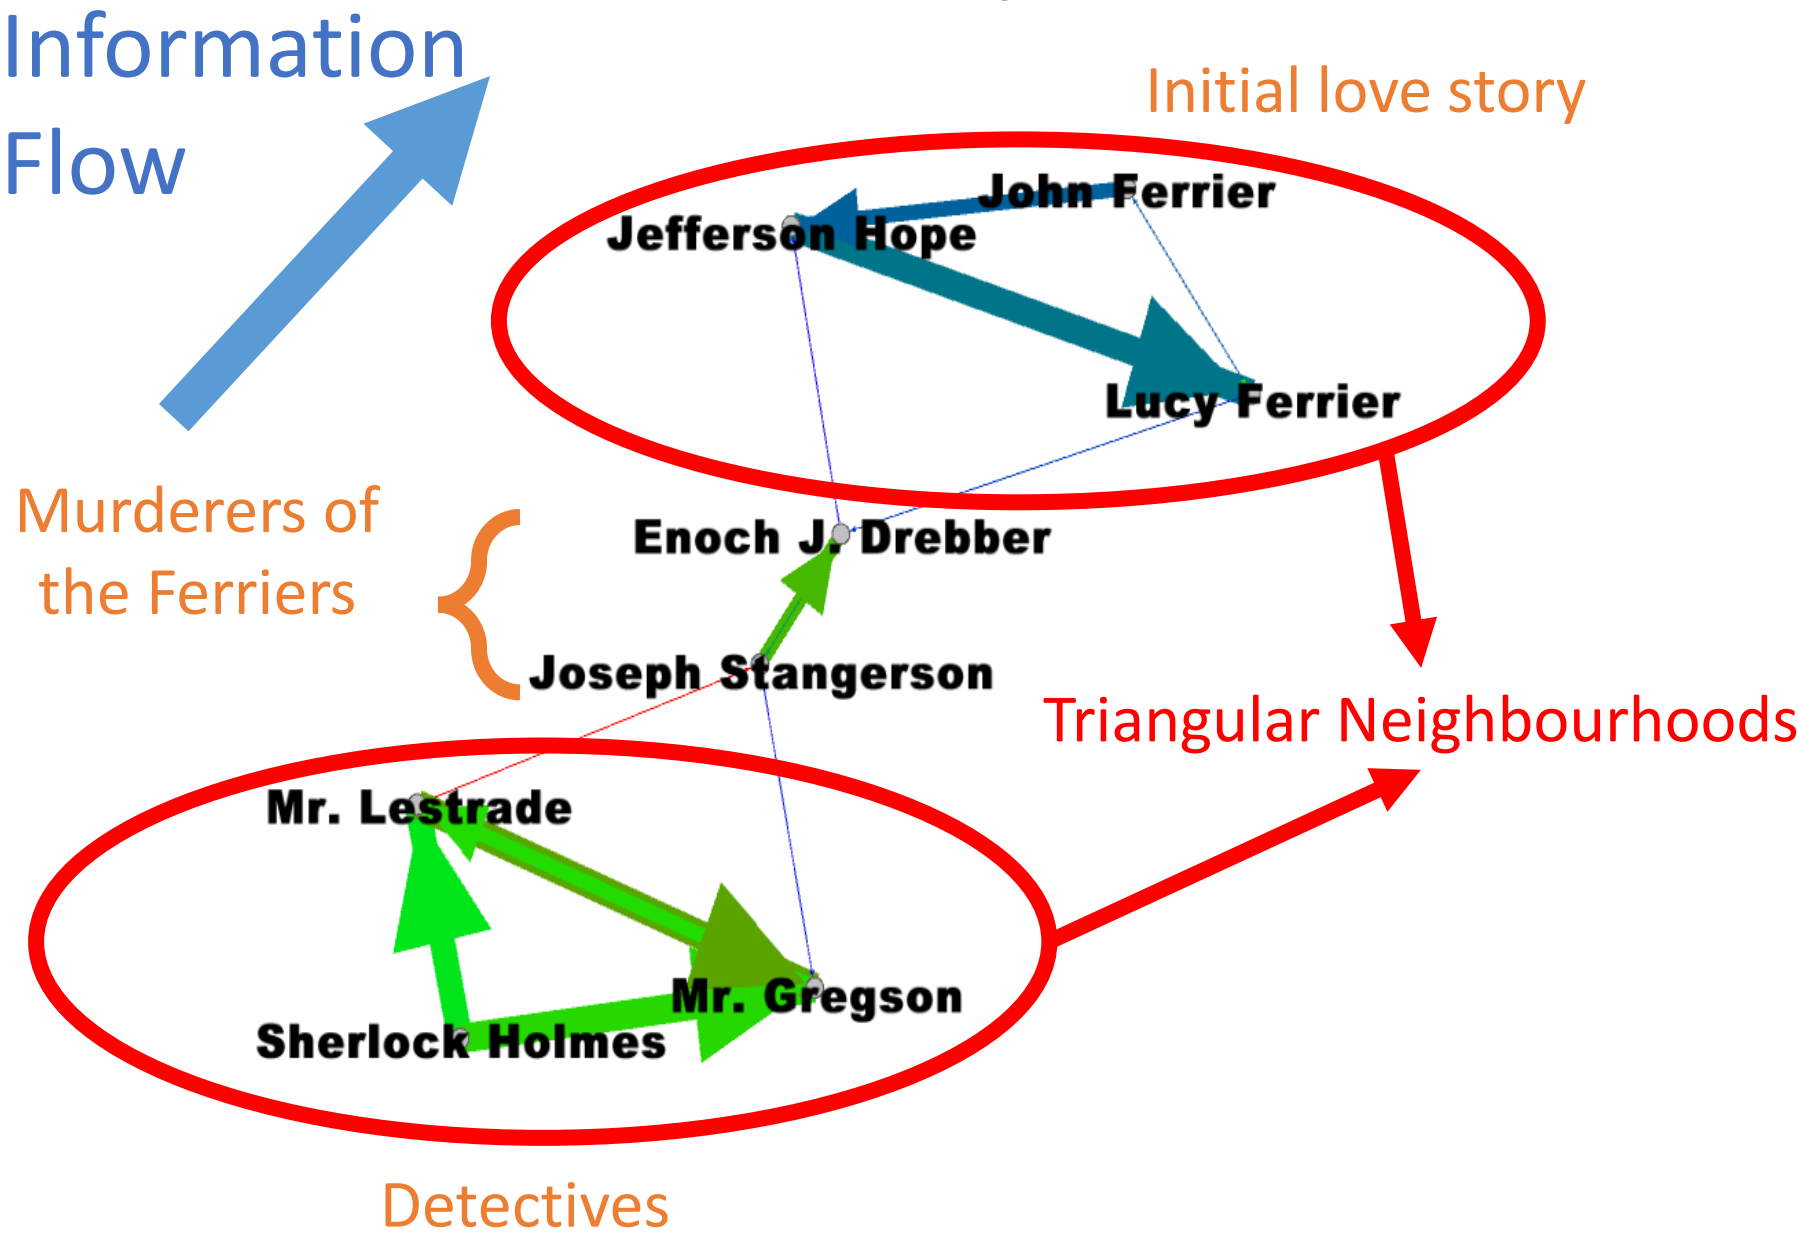 Information
Flow
Initial love story
John Ferrier
Jefferson Hope
Lucy Ferrier
Murderers of
the Ferriers
Enoch J. Drebber
Joseph Stangerson
Triangular Neighbourhoods
Mr. Lestrade
Mr. Gregson
Sherlock Holmes
Detectives